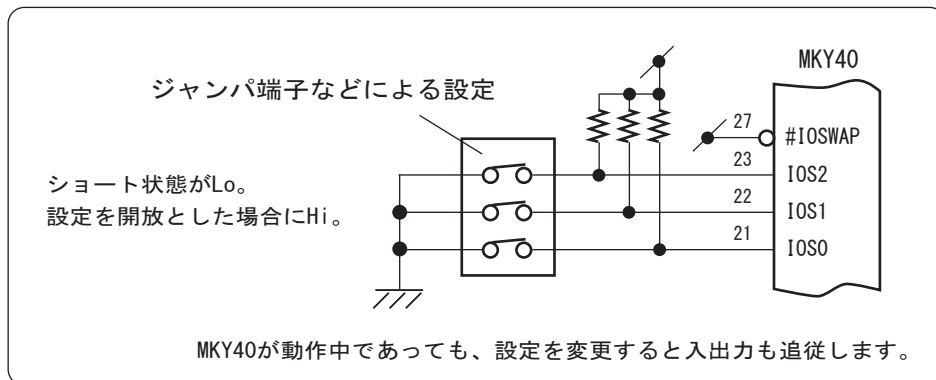 MKY40
ジャンパ端子などによる設定
27
#IOSWAP
23
IOS2
ショート状態がLo。
22
IOS1
設定を開放とした場合にHi。
21
IOS0
MKY40が動作中であっても、設定を変更すると入出力も追従します。